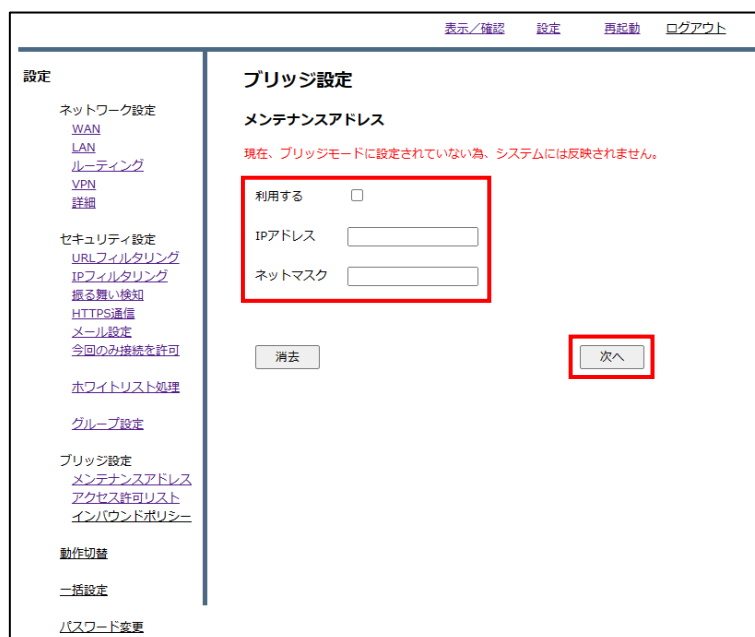 表示／確認 設定 再起動 ログアウト
設定
ネットワーク設定
WAN
LAN
ルーティング
VPN
詳細
セキュリティ設定
URLフィルタリング
IPフィルタリング
振る舞い検知
HTTPS通信
メール設定
今回のみ接続を許可
ホワイトリスト処理
グループ設定
ブリッジ設定
メンテナンスアドレス
アクセス許可リスト
インバウンドポリシー
動作切替
一括設定
パスワード変更
ブリッジ設定
メンテナンスアドレス
現在、ブリッジモードに設定されていない為、システムには反映されません。
利用する
IPアドレス
ネットマスク
消去 次へ